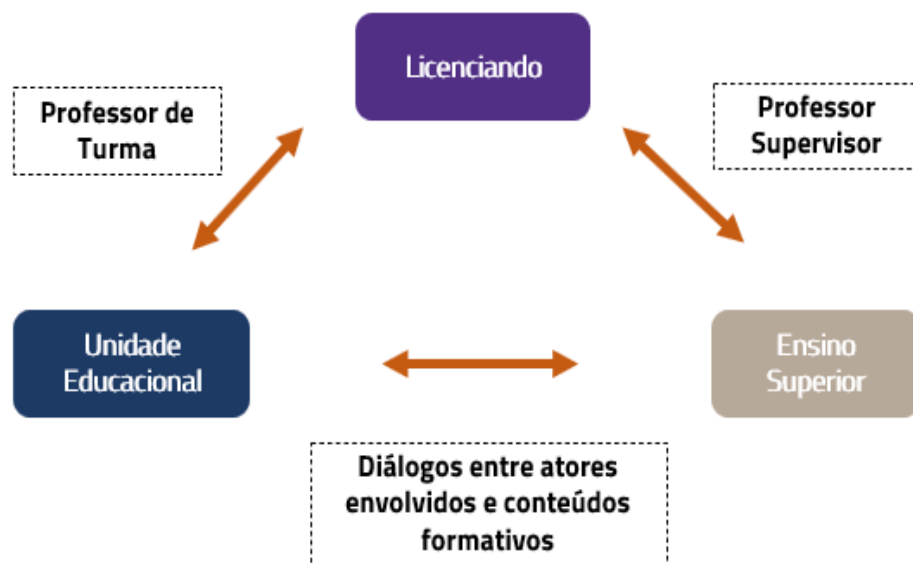 Licenciando
Professor de
Turma
Professor
Supervisor
Unidade
Educacional
Ensino
Superior
Diálogos entre atores
envolvidos e conteúdos
formativos